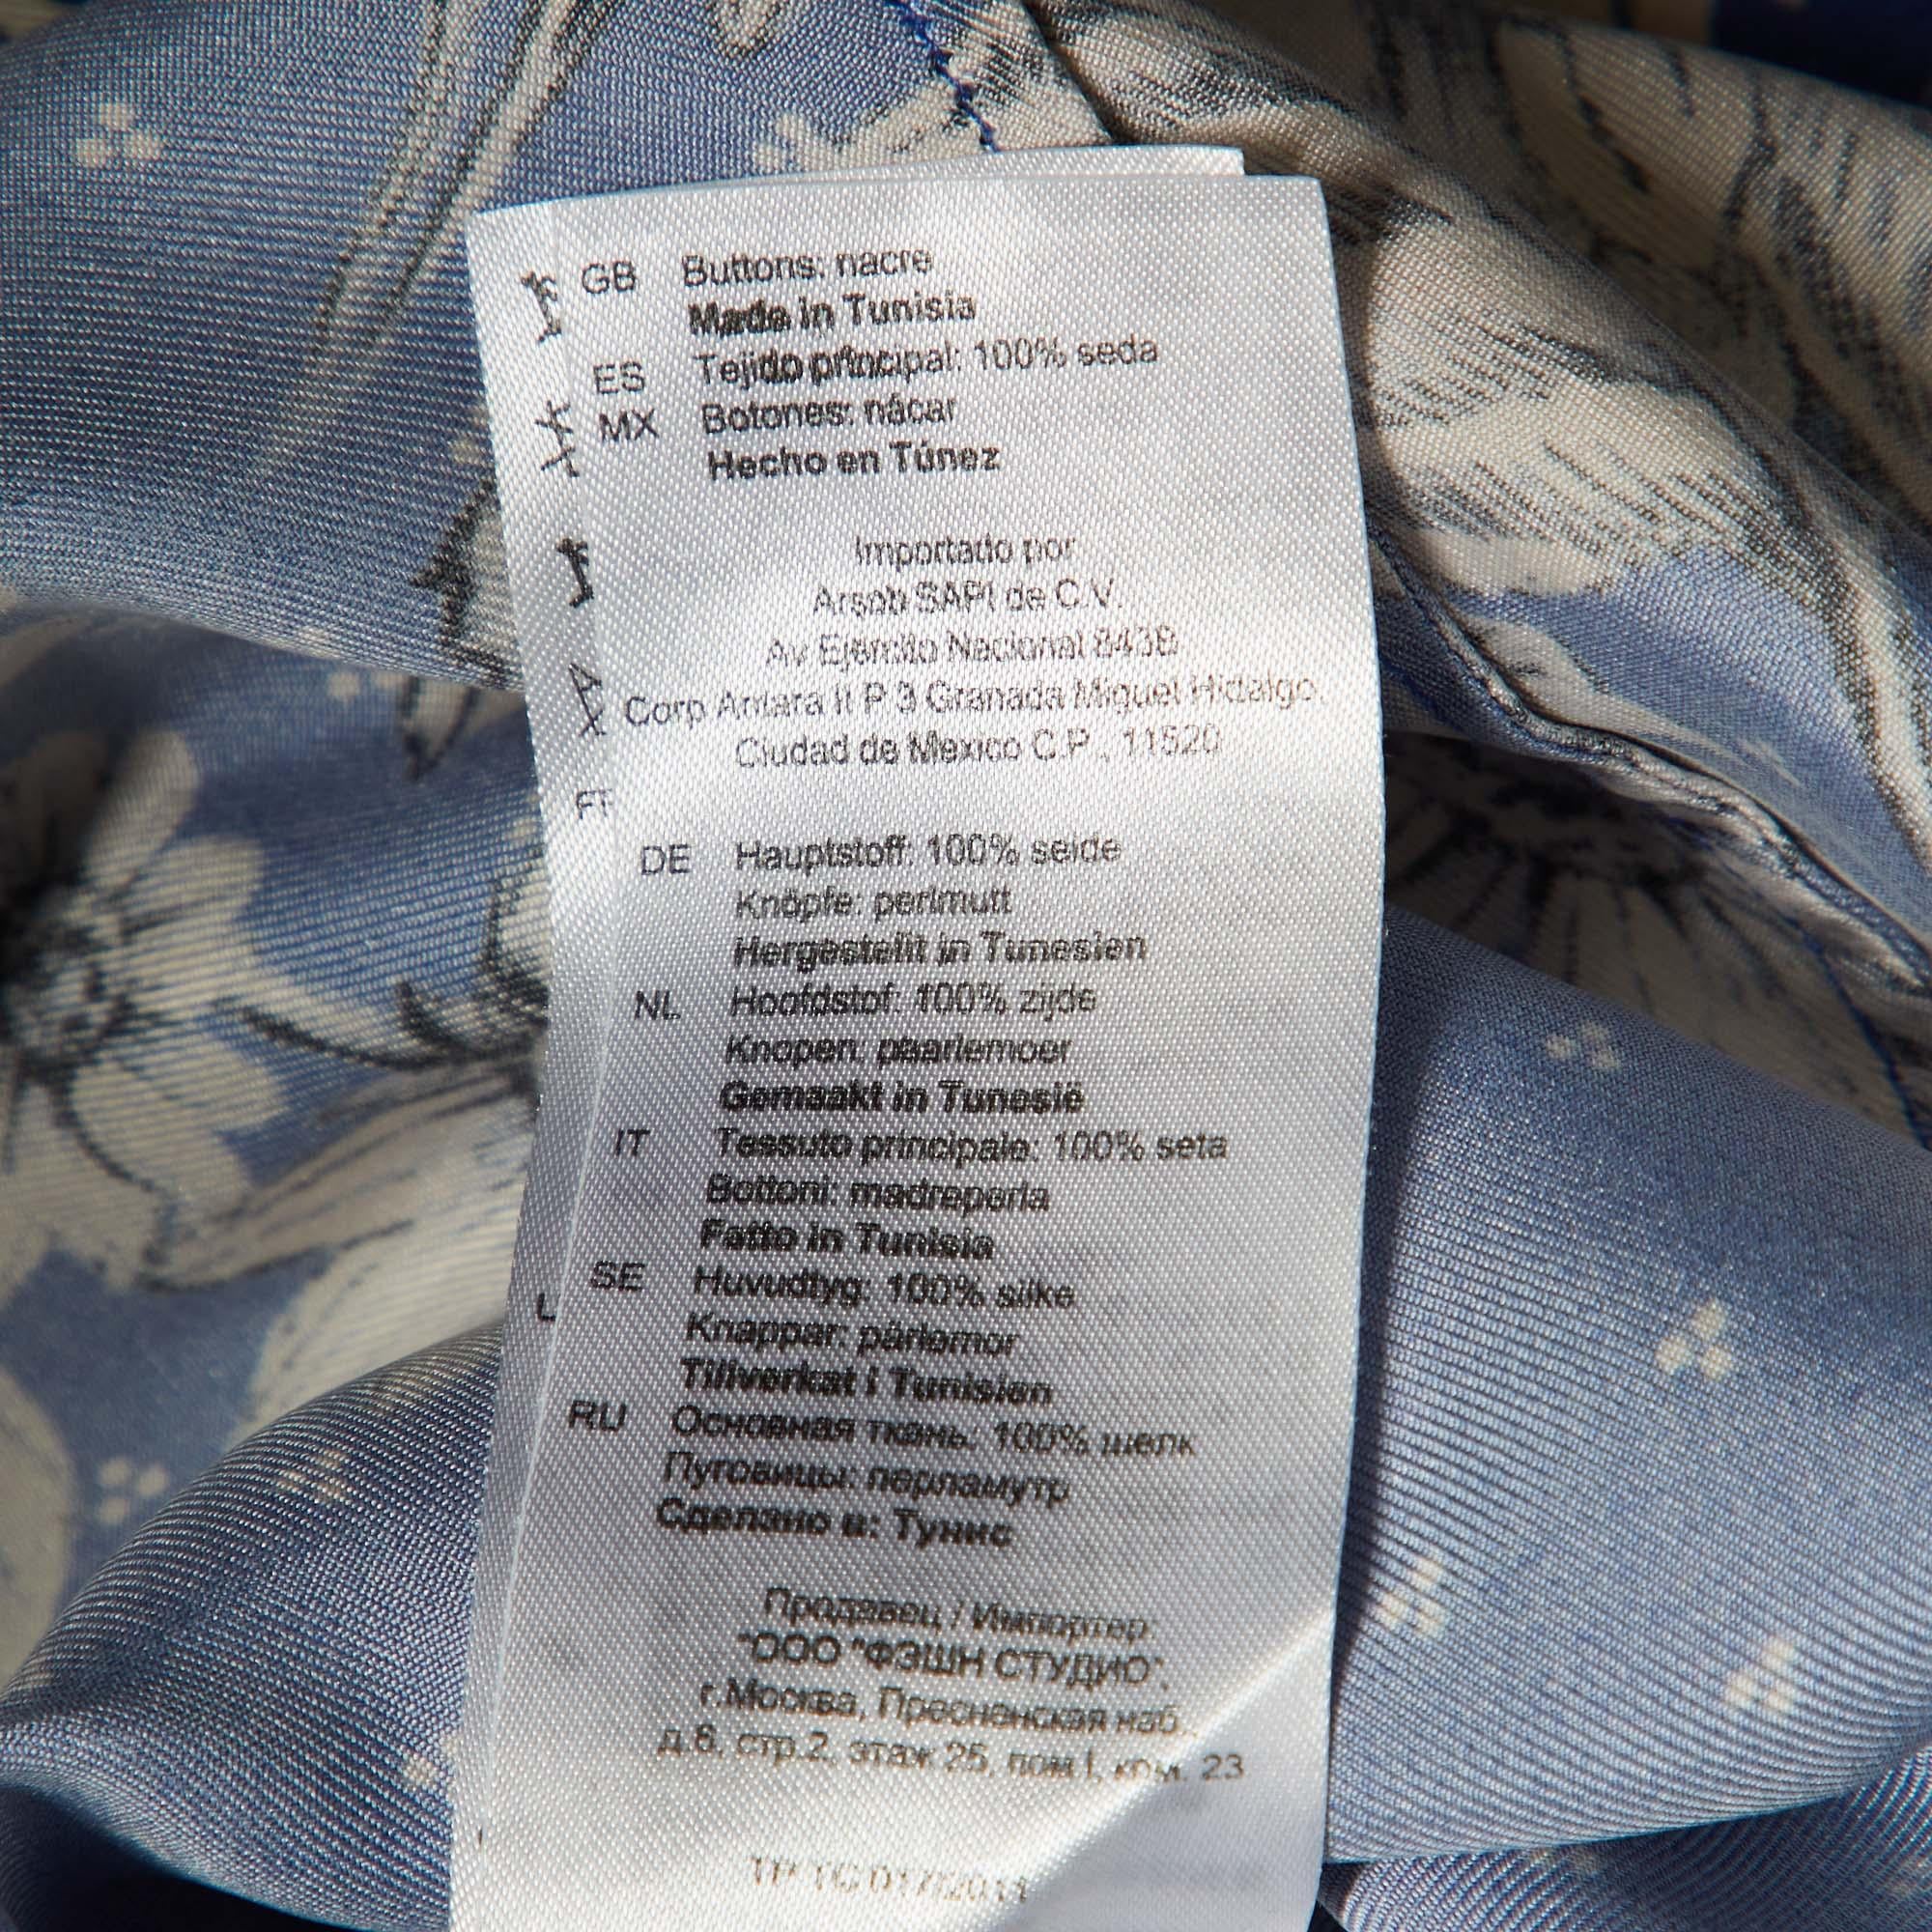 GB Buttons: nacre
Made in Tunisia
ES Tejido principal: 100% seda
MX Botones: nácar
Hecho en Túnez
Importado por
Arsob SAPI de C.V.
Av Ejército Nacional 843B
Corp Antara II P 3 Granada Miguel Hidalgo,
Ciudad de Mexico C.P., 11520
DE Hauptstoff: 100% seide
Knöpfe: perlmutt
Hergestellt in Tunesien
NL Hoofdstof: 100% zijde
Knopen: paarlemoer
Gemaakt in Tunesië
IT Tessuto principale: 100% seta
Bottoni: madreperla
Fatto in Tunisia
SE Huvudtyg: 100% silke
Knappar: pärlemor
Tillverkat i Tunisien
RU Основная ткань: 100% шелк
Пуговицы: перламутр
Сделано в: Тунис
Продавец / Импортер:
"ООО "ФЭШН СТУДИО",
г.Москва, Пресненская наб.,
д.6, стр.2, этаж 25, пом I, ком. 23
ТР ТС 017/2011